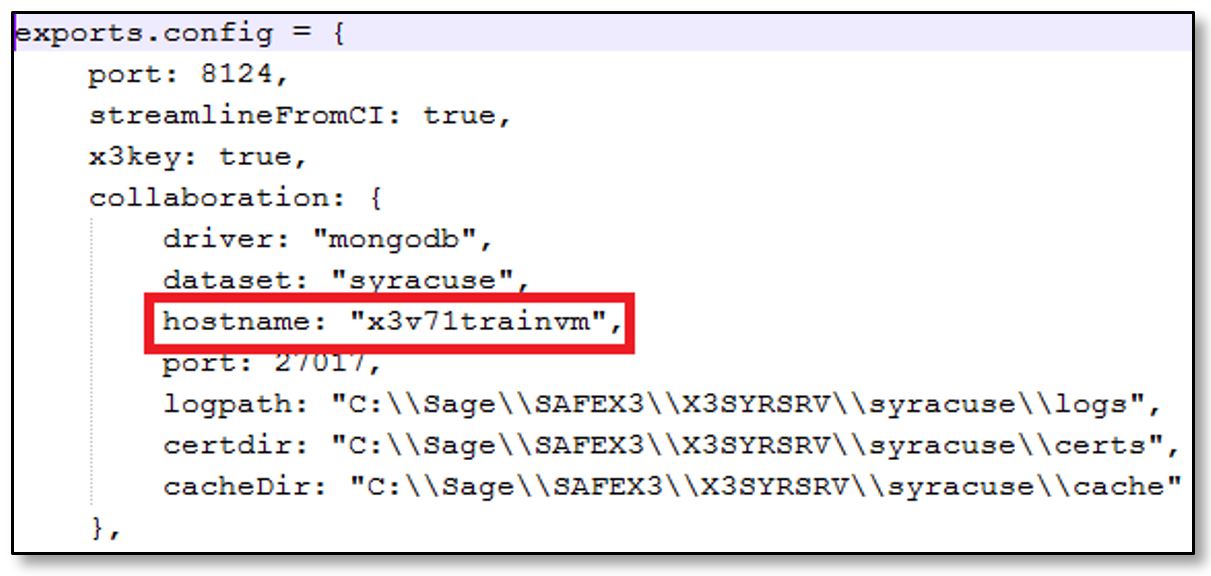 exports.config = {
port: 8124,
streamlineFromCI: true,
x3key: true,
collaboration: {
driver: "mongodb",
dataset: "syracuse",
hostname: "x3v71trainvm",
port: 27017,
logpath: "C:\\Sage\\SAFEX3\\X3SYRSRV\\syracuse\\logs",
certdir: "C:\\Sage\\SAFEX3\\X3SYRSRV\\syracuse\\certs",
cacheDir: "C:\\Sage\\SAFEX3\\X3SYRSRV\\syracuse\\cache"
},